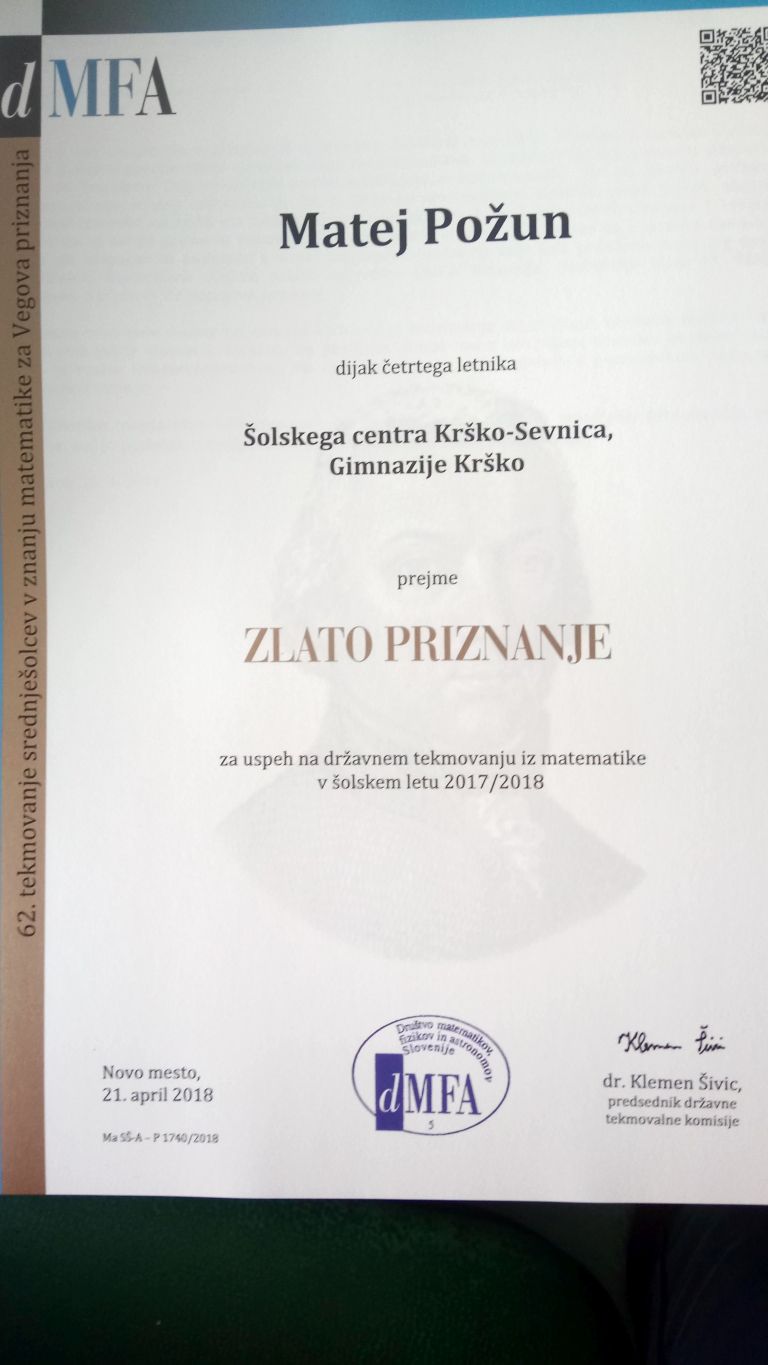 dMFA
62. tekmovanje srednješolcev v znanju matematike za Vegova priznanja
Matej Požun
dijak četrtega letnika
Šolskega centra Krško-Sevnica,
Gimnazije Krško
prejme
ZLATO PRIZNANJE
za uspeh na državnem tekmovanju iz matematike
v šolskem letu 2017/2018
Novo mesto,
21. april 2018
Ma SŠ-A – P 1740/2018
Društvo matematikov,
fizikov in astronomov
Slovenije
dMFA
5
Klemen Šivic
dr. Klemen Šivic,
predsednik državne
tekmovalne komisije